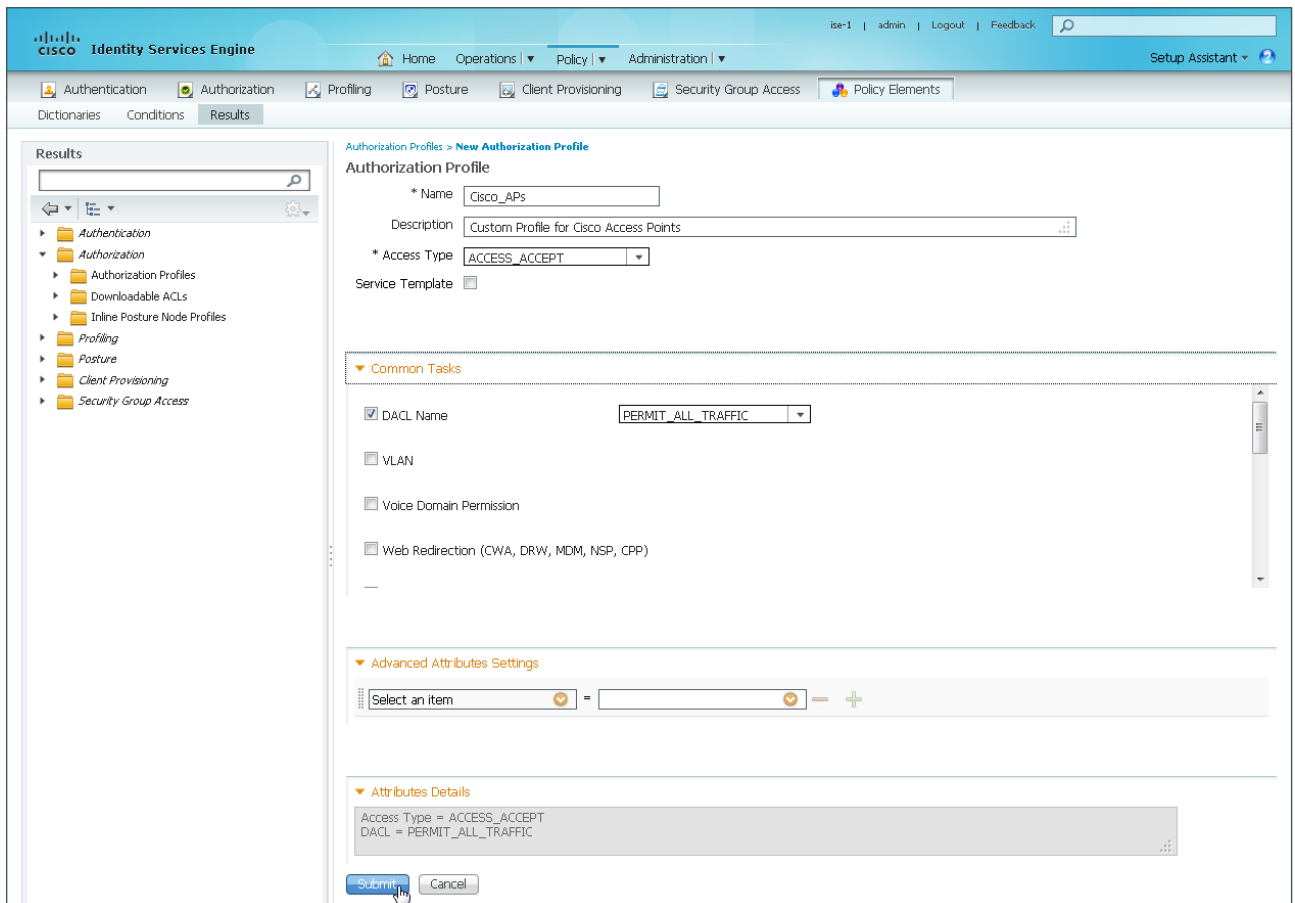 ise-1 | admin | Logout | Feedback
cisco Identity Services Engine
Home Operations | Policy | Administration | Setup Assistant
Authentication Authorization Profiling Posture Client Provisioning Security Group Access Policy Elements
Dictionaries Conditions Results
Results
Authentication
Authorization
Authorization Profiles
Downloadable ACLs
Inline Posture Node Profiles
Profiling
Posture
Client Provisioning
Security Group Access
Authorization Profiles > New Authorization Profile
Authorization Profile
* Name Cisco_APs
Description Custom Profile for Cisco Access Points
* Access Type ACCESS_ACCEPT
Service Template
Common Tasks
DACL Name PERMIT_ALL_TRAFFIC
VLAN
Voice Domain Permission
Web Redirection (CWA, DRW, MDM, NSP, CPP)
Advanced Attributes Settings
Select an item =
Attributes Details
Access Type = ACCESS_ACCEPT
DACL = PERMIT_ALL_TRAFFIC
Submit Cancel